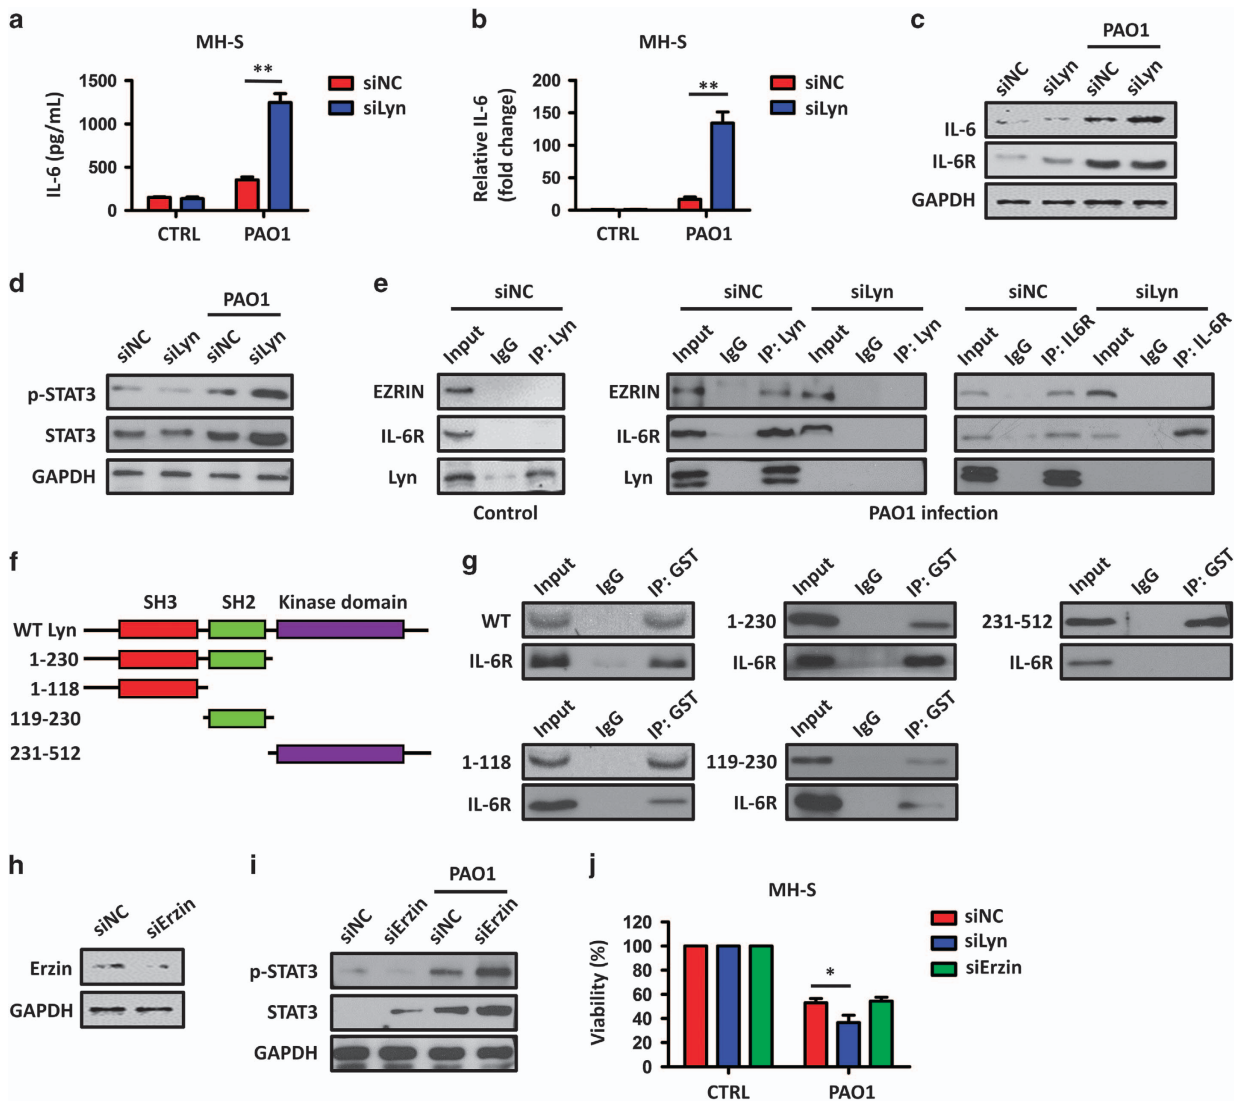 a
MH-S
IL-6 (pg/mL)
1500
1000
500
0
**
CTRL
PAO1
siNC
siLyn
b
MH-S
Relative IL-6
(fold change)
200
150
100
50
0
**
CTRL
PAO1
siNC
siLyn
c
PAO1
siNC siLyn siNC siLyn
IL-6
IL-6R
GAPDH
d
PAO1
siNC siLyn siNC siLyn
p-STAT3
STAT3
GAPDH
e
siNC
Input IgG IP: Lyn
EZRIN
IL-6R
Lyn
Control
siNC siLyn
Input IgG IP: Lyn Input IgG IP: Lyn
EZRIN
IL-6R
Lyn
siNC siLyn
Input IgG IP: IL6R Input IgG IP: IL-6R
PAO1 infection
f
SH3 SH2 Kinase domain
WT Lyn
1-230
1-118
119-230
231-512
g
Input IgG IP: GST
WT
IL-6R
Input IgG IP: GST
1-230
IL-6R
Input IgG IP: GST
231-512
IL-6R
Input IgG IP: GST
1-118
IL-6R
Input IgG IP: GST
119-230
IL-6R
h
siNC siErzin
Erzin
GAPDH
i
PAO1
siNC siErzin siNC siErzin
p-STAT3
STAT3
GAPDH
j
MH-S
Viability (%)
120
100
80
60
40
20
0
*
CTRL
PAO1
siNC
siLyn
siErzin